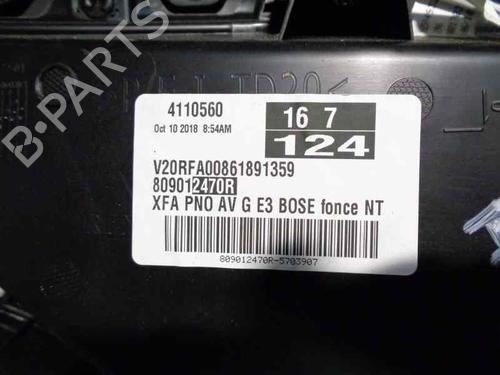 TD20<
4110560
16 7
Oct 10 2018 8:54AM
124
V20RFA00861891359
809012470R
XFA PNO AV G E3 BOSE fonce NT
809012470R-5703907